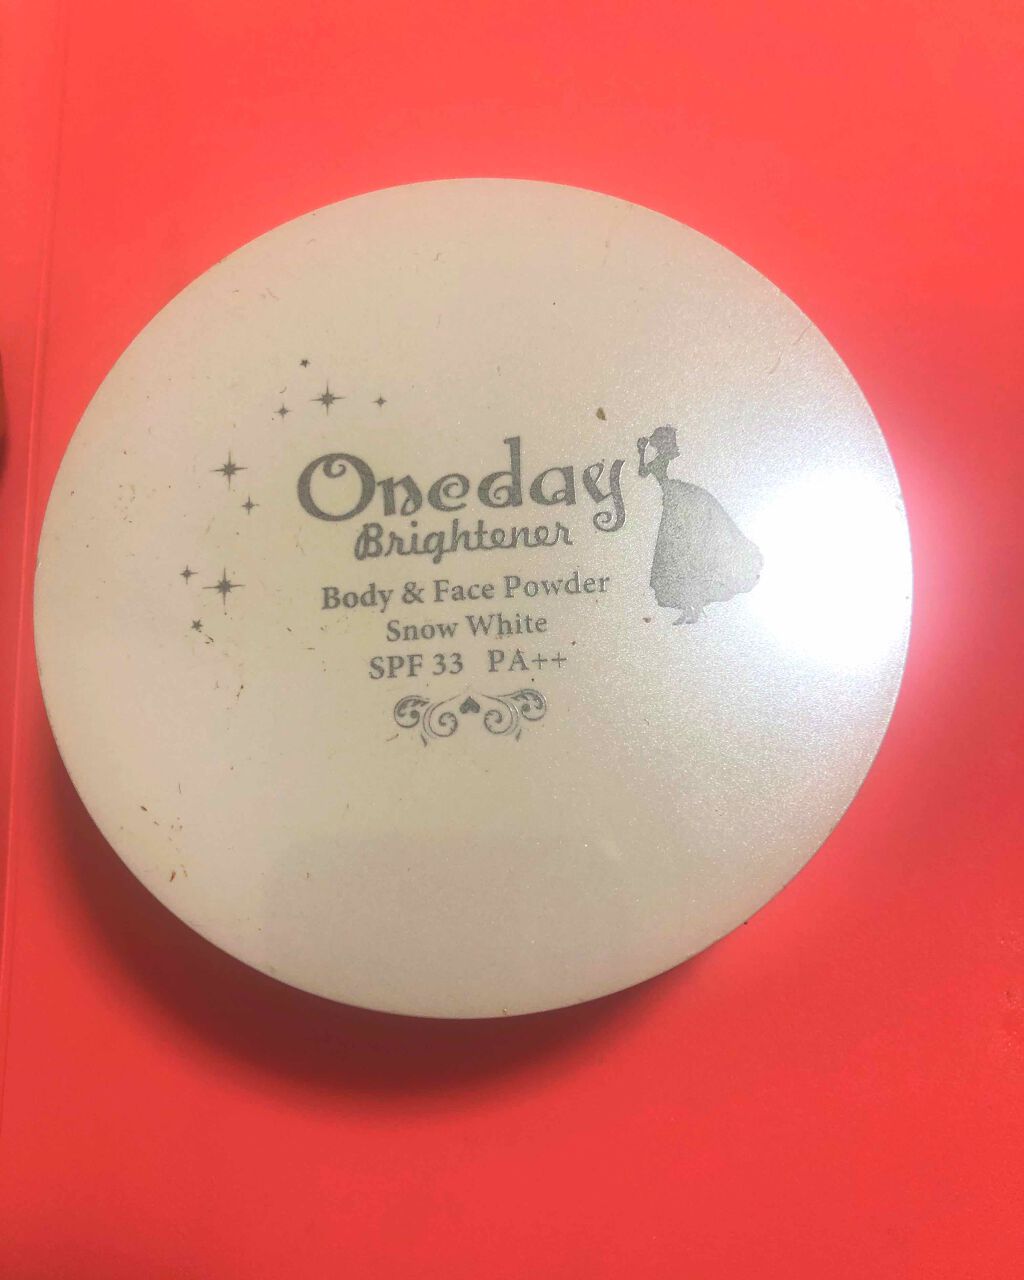 Oneday
Brightener
Body & Face Powder
Snow White
SPF 33 PA++